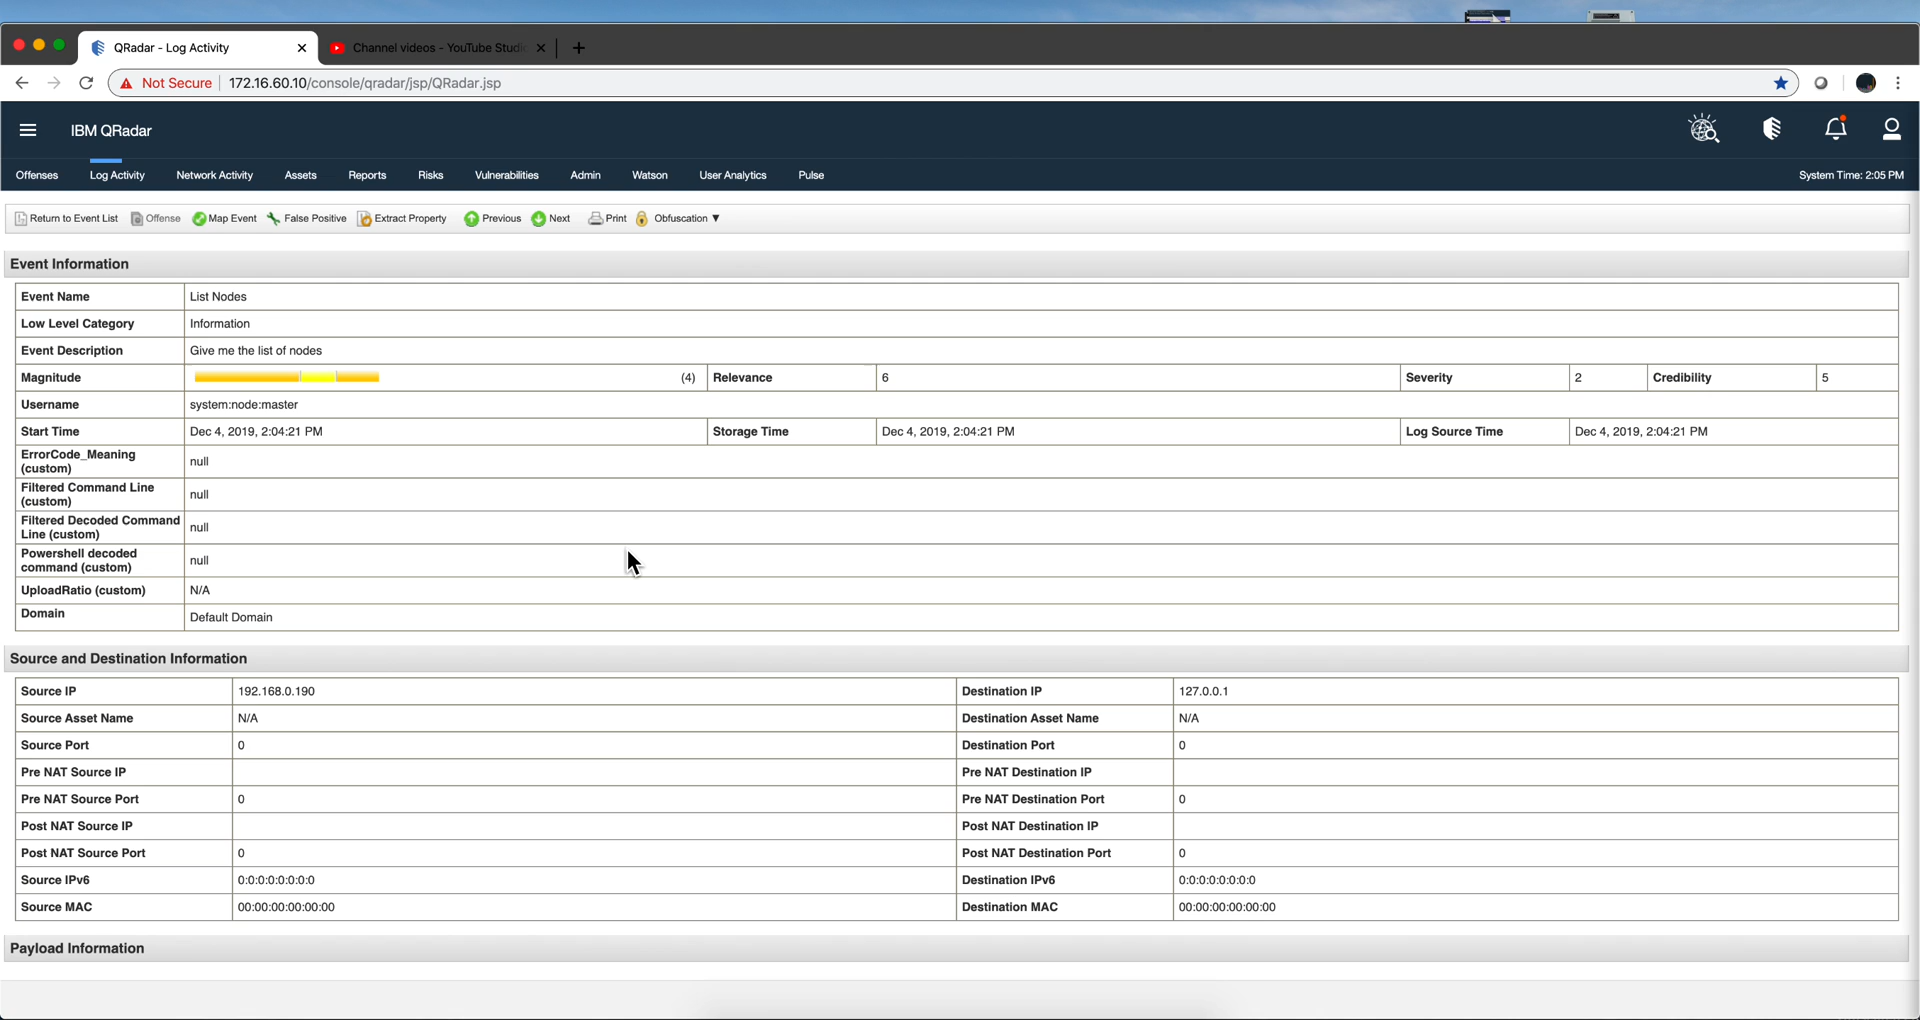 QRadar - Log Activity
Channel videos - YouTube Studi
Not Secure
172.16.60.10/console/qradar/jsp/QRadar.jsp
IBM QRadar
Offenses Log Activity Network Activity Assets Reports Risks Vulnerabilities Admin Watson User Analytics Pulse System Time: 2:05 PM
Return to Event List Offense Map Event False Positive Extract Property Previous Next Print Obfuscation ▼
Event Information
Event Name List Nodes
Low Level Category Information
Event Description Give me the list of nodes
Magnitude (4) Relevance 6 Severity 2 Credibility 5
Username system:node:master
Start Time Dec 4, 2019, 2:04:21 PM Storage Time Dec 4, 2019, 2:04:21 PM Log Source Time Dec 4, 2019, 2:04:21 PM
ErrorCode_Meaning
(custom) null
Filtered Command Line
(custom) null
Filtered Decoded Command
Line (custom) null
Powershell decoded
command (custom) null
UploadRatio (custom) N/A
Domain Default Domain
Source and Destination Information
Source IP 192.168.0.190 Destination IP 127.0.0.1
Source Asset Name N/A Destination Asset Name N/A
Source Port 0 Destination Port 0
Pre NAT Source IP Pre NAT Destination IP
Pre NAT Source Port 0 Pre NAT Destination Port 0
Post NAT Source IP Post NAT Destination IP
Post NAT Source Port 0 Post NAT Destination Port 0
Source IPv6 0:0:0:0:0:0:0:0 Destination IPv6 0:0:0:0:0:0:0:0
Source MAC 00:00:00:00:00:00 Destination MAC 00:00:00:00:00:00
Payload Information